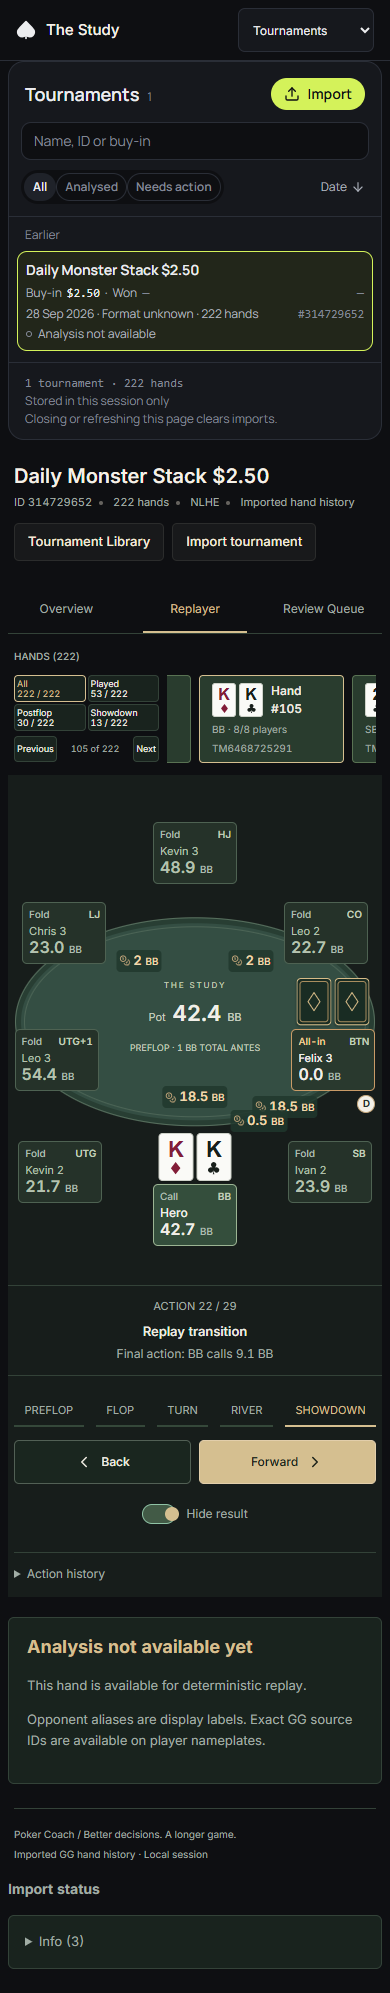 The Study
Tournaments
Tournaments 1
Import
Name, ID or buy-in
All Analysed Needs action Date ↓
Earlier
Daily Monster Stack $2.50
Buy-in $2.50 · Won —
—
28 Sep 2026 · Format unknown · 222 hands #314729652
Analysis not available
1 tournament · 222 hands
Stored in this session only
Closing or refreshing this page clears imports.
Daily Monster Stack $2.50
ID 314729652 • 222 hands • NLHE • Imported hand history
Tournament Library
Import tournament
Overview Replayer Review Queue
HANDS (222)
All
222 / 222
Played
53 / 222
Postflop
30 / 222
Showdown
13 / 222
Previous 105 of 222 Next
K K
Hand
#105
BB · 8/8 players
TM6468725291
Fold HJ
Kevin 3
48.9 BB
Fold LJ
Chris 3
23.0 BB
Fold CO
Leo 2
22.7 BB
2 BB
2 BB
THE STUDY
Pot 42.4 BB
PREFLOP · 1 BB TOTAL ANTES
Fold UTG+1
Leo 3
54.4 BB
All-in BTN
Felix 3
0.0 BB
18.5 BB
18.5 BB
0.5 BB
D
Fold UTG
Kevin 2
21.7 BB
K K
Call BB
Hero
42.7 BB
Fold SB
Ivan 2
23.9 BB
ACTION 22 / 29
Replay transition
Final action: BB calls 9.1 BB
PREFLOP FLOP TURN RIVER SHOWDOWN
Back
Forward
Hide result
Action history
Analysis not available yet
This hand is available for deterministic replay.
Opponent aliases are display labels. Exact GG source
IDs are available on player nameplates.
Poker Coach / Better decisions. A longer game.
Imported GG hand history · Local session
Import status
Info (3)